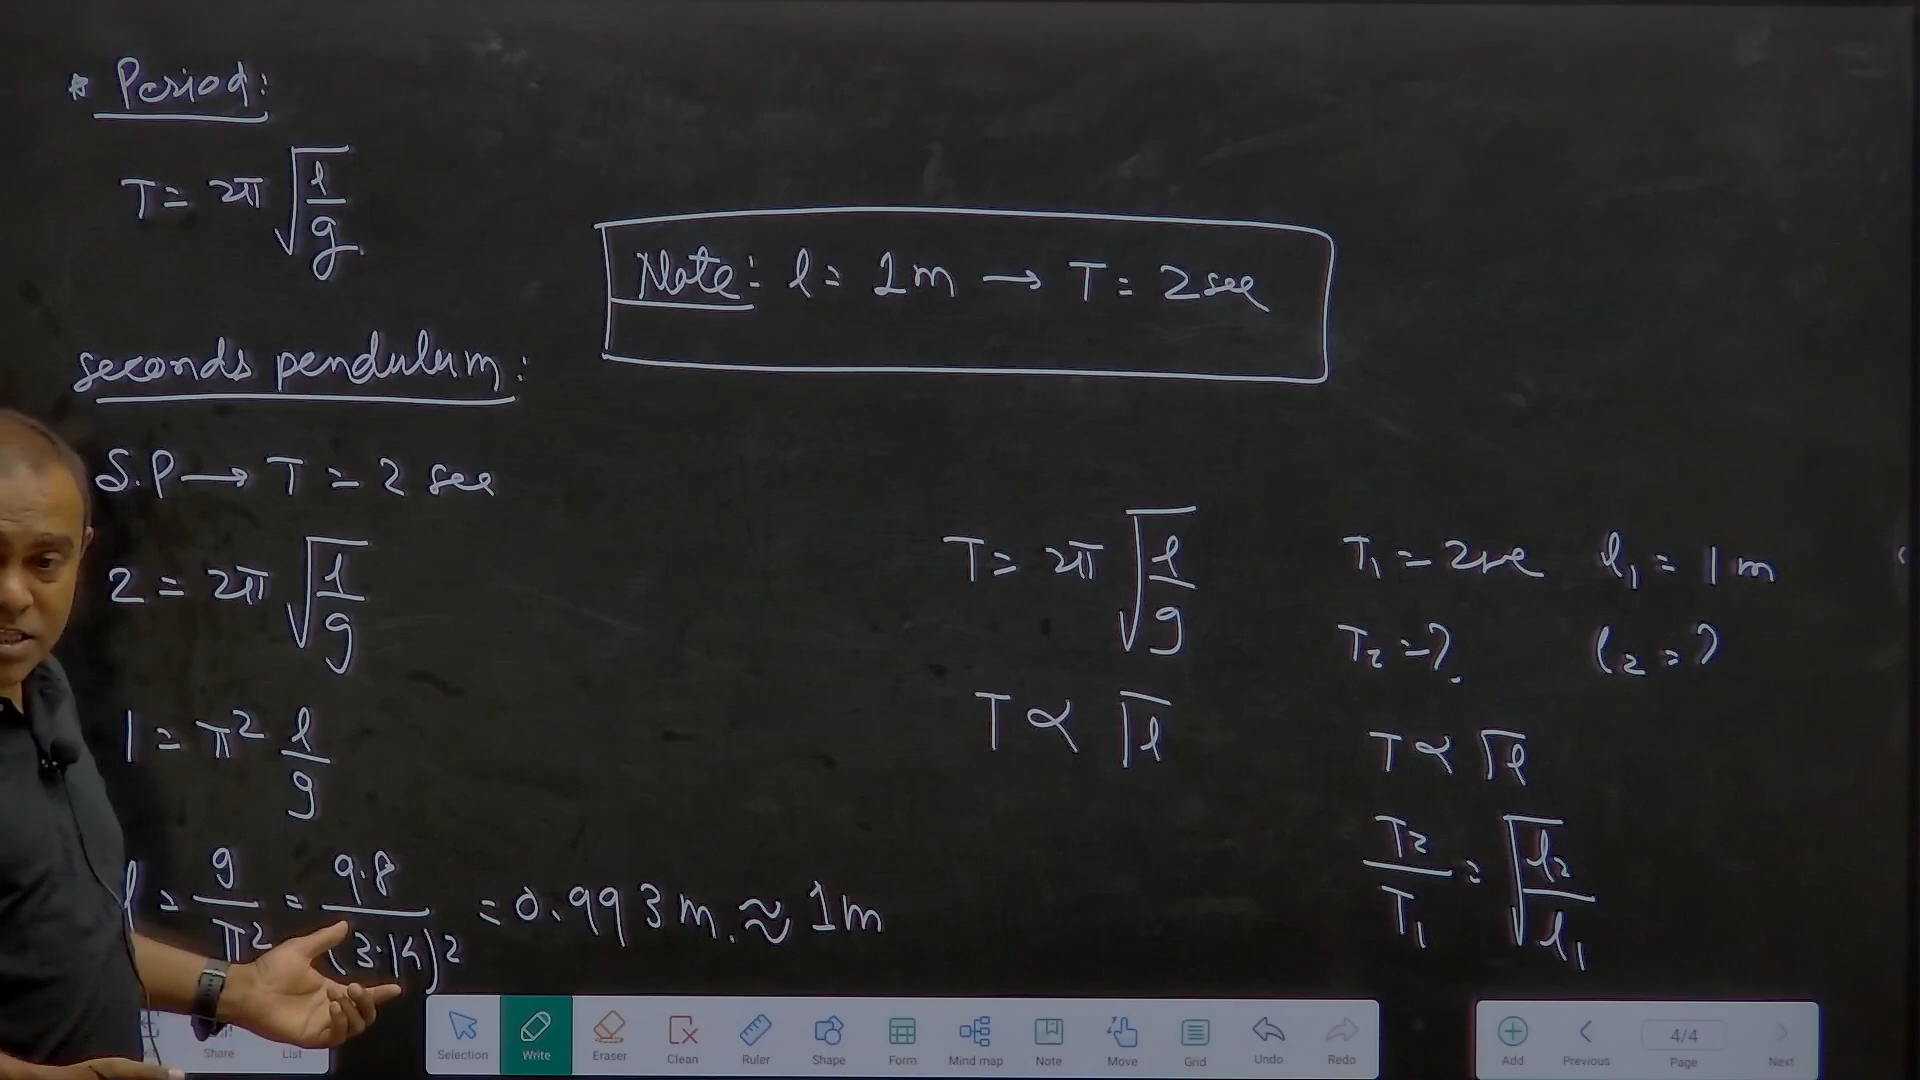 * Period:
T = 2π √(l/g)
Note: l = 1m → T = 2 sec
seconds pendulum:
S.P → T = 2 sec
2 = 2π √(l/g)
1 = π² l/g
l = g/π² = 9.8/(3.14)² = 0.993 m. ≈ 1m
T = 2π √(l/g)
T ∝ √l
T₁ = 2sec l₁ = 1 m
T₂ = ? l₂ = ?
T ∝ √l
T₂/T₁ = √(l₂/l₁)
Share List
Selection Write Eraser Clean Ruler Shape Form Mind map Note Move Grid Undo Redo
4/4
Add Previous Page Next